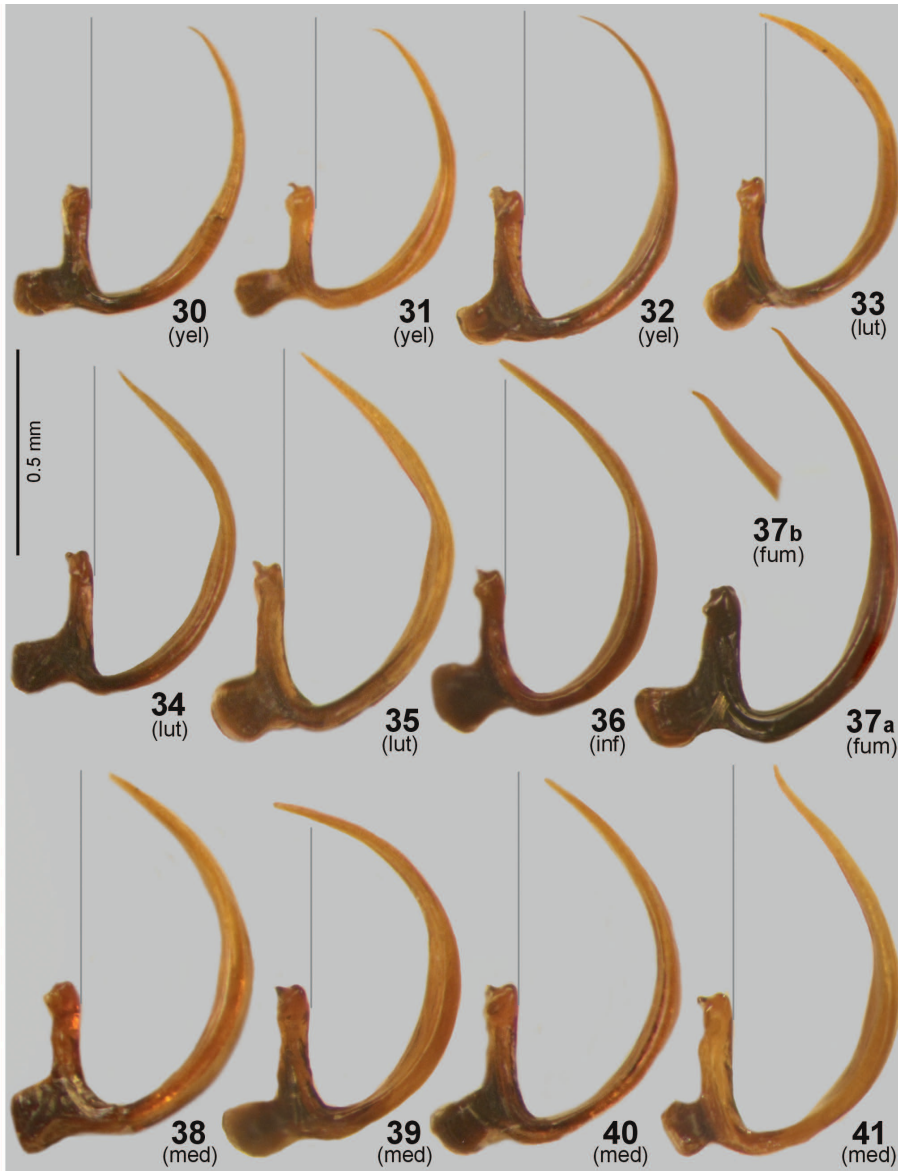 30
(yel)
31
(yel)
32
(yel)
33
(lut)
0.5 mm
34
(lut)
35
(lut)
36
(inf)
37b
(fum)
37a
(fum)
38
(med)
39
(med)
40
(med)
41
(med)